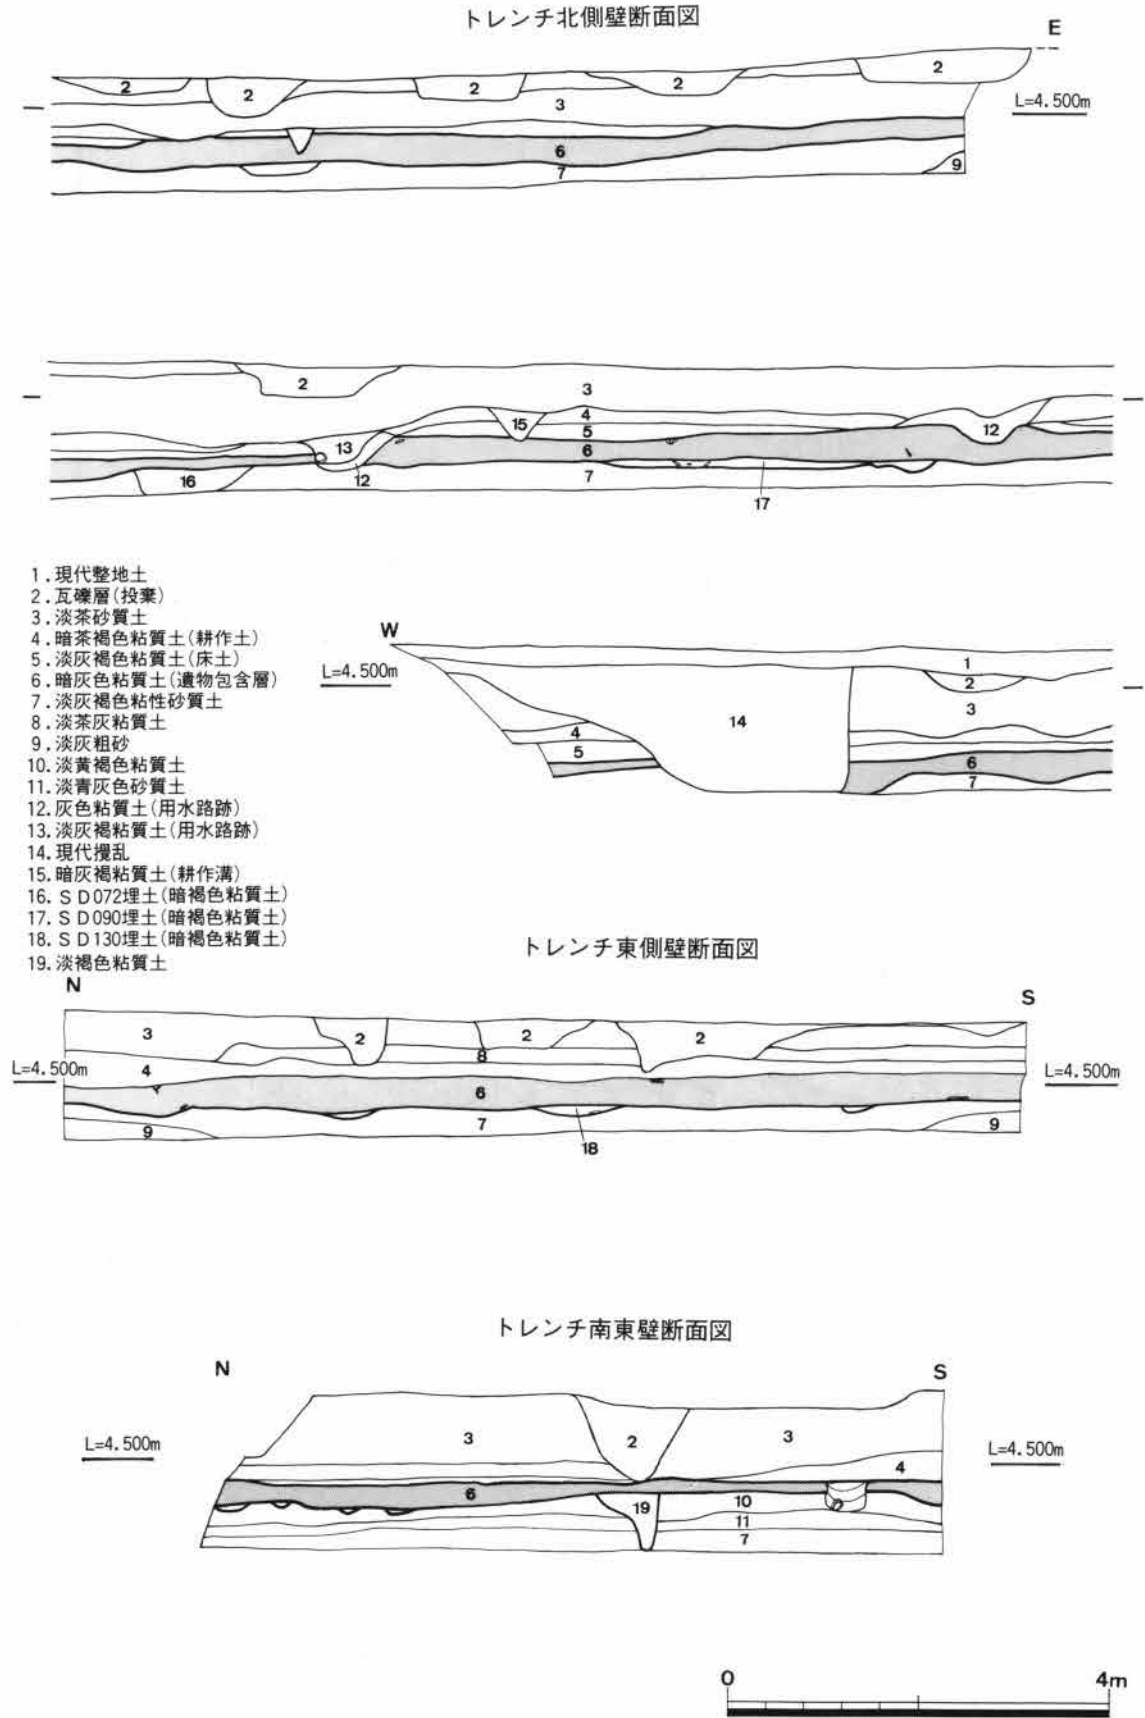 トレンチ北側壁断面図
E
2
2
2
2
2
3
L=4.500m
6
7
9
2
3
4
15
5
12
13
6
16
12
7
17
1.現代整地土
2.瓦礫層(投棄)
3.淡茶砂質土
4.暗茶褐色粘質土(耕作土)
5.淡灰褐色粘質土(床土)
6.暗灰色粘質土(遺物包含層)
7.淡灰褐色粘性砂質土
8.淡茶灰粘質土
9.淡灰粗砂
10.淡黄褐色粘質土
11.淡青灰色砂質土
12.灰色粘質土(用水路跡)
13.淡灰褐粘質土(用水路跡)
14.現代攪乱
15.暗灰褐粘質土(耕作溝)
16.ＳＤ072埋土(暗褐色粘質土)
17.ＳＤ090埋土(暗褐色粘質土)
18.ＳＤ130埋土(暗褐色粘質土)
19.淡褐色粘質土
W
L=4.500m
1
2
3
14
4
5
6
7
トレンチ東側壁断面図
N
S
3
2
2
2
8
L=4.500m
4
L=4.500m
6
7
9
9
18
トレンチ南東壁断面図
N
S
3
2
3
L=4.500m
L=4.500m
4
6
19
10
11
7
0
4m